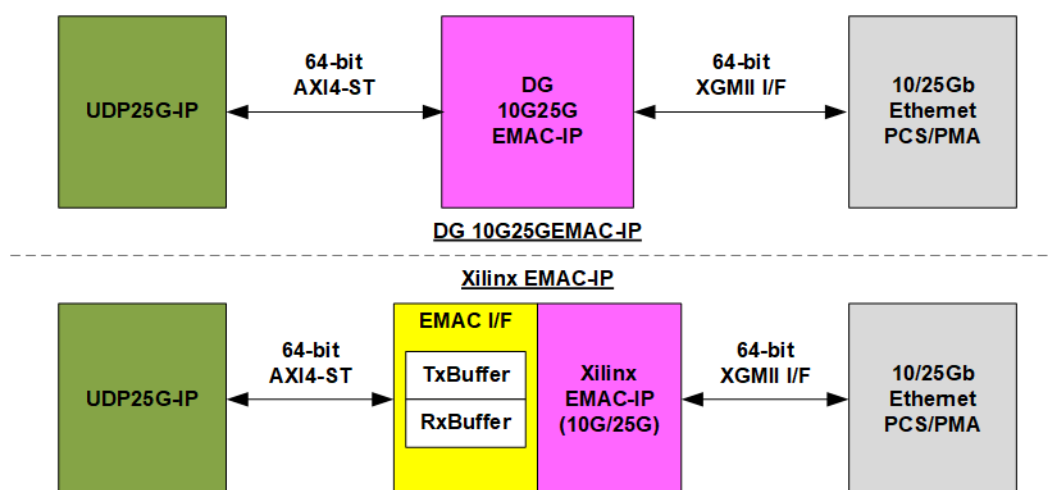 64-bit
AXI4-ST
64-bit
XGMII I/F
UDP25G-IP
DG
10G25G
EMAC-IP
10/25Gb
Ethernet
PCS/PMA
DG 10G25GEMAC-IP
Xilinx EMAC-IP
EMAC I/F
64-bit
AXI4-ST
64-bit
XGMII I/F
UDP25G-IP
TxBuffer
RxBuffer
Xilinx
EMAC-IP
(10G/25G)
10/25Gb
Ethernet
PCS/PMA